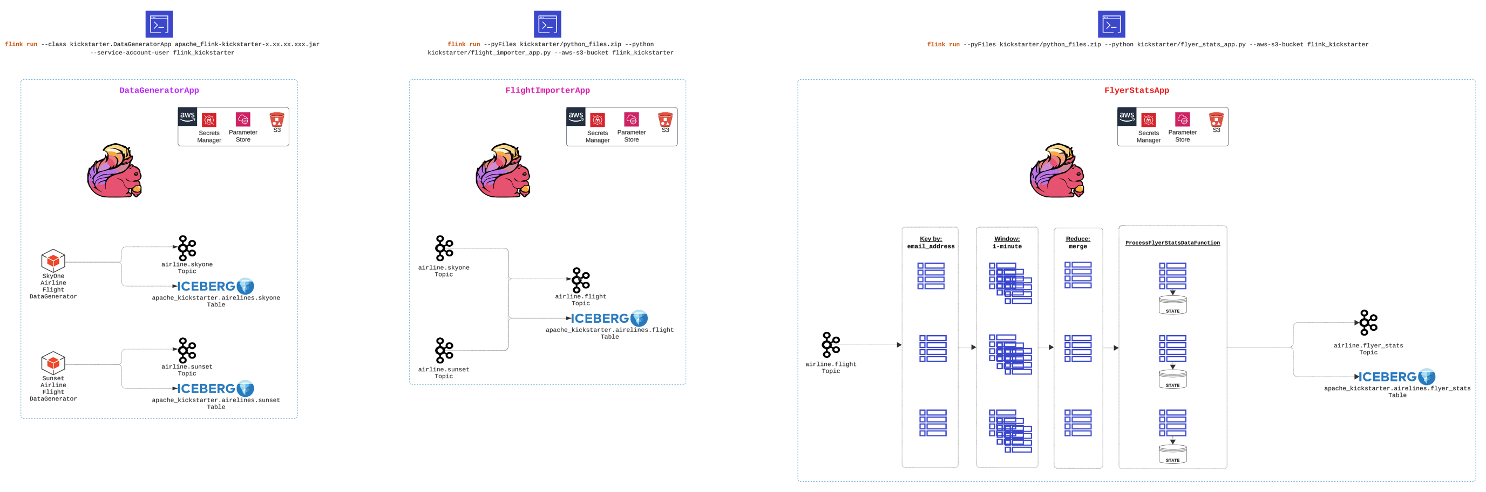 flink run --class kickstarter.DataGeneratorApp apache_flink-kickstarter-x.xx.xx.xxx.jar
--service-account-user flink_kickstarter
DataGeneratorApp
aws
Secrets
Manager
Parameter
Store
S3
SkyOne
Airline
Flight
DataGenerator
airline.skyone
Topic
ICEBERG
apache_kickstarter.airelines.skyone
Table
Sunset
Airline
Flight
DataGenerator
airline.sunset
Topic
ICEBERG
apache_kickstarter.airelines.sunset
Table
flink run --pyFiles kickstarter/python_files.zip --python
kickstarter/flight_importer_app.py --aws-s3-bucket flink_kickstarter
FlightImporterApp
aws
Secrets
Manager
Parameter
Store
S3
airline.skyone
Topic
airline.sunset
Topic
airline.flight
Topic
ICEBERG
apache_kickstarter.airelines.flight
Table
flink run --pyFiles kickstarter/python_files.zip --python kickstarter/flyer_stats_app.py --aws-s3-bucket flink_kickstarter
FlyerStatsApp
aws
Secrets
Manager
Parameter
Store
S3
airline.flight
Topic
Key by:
email_address
Window:
1-minute
Reduce:
merge
ProcessFlyerStatsDataFunction
STATE
STATE
STATE
airline.flyer_stats
Topic
ICEBERG
apache_kickstarter.airelines.flyer_stats
Table